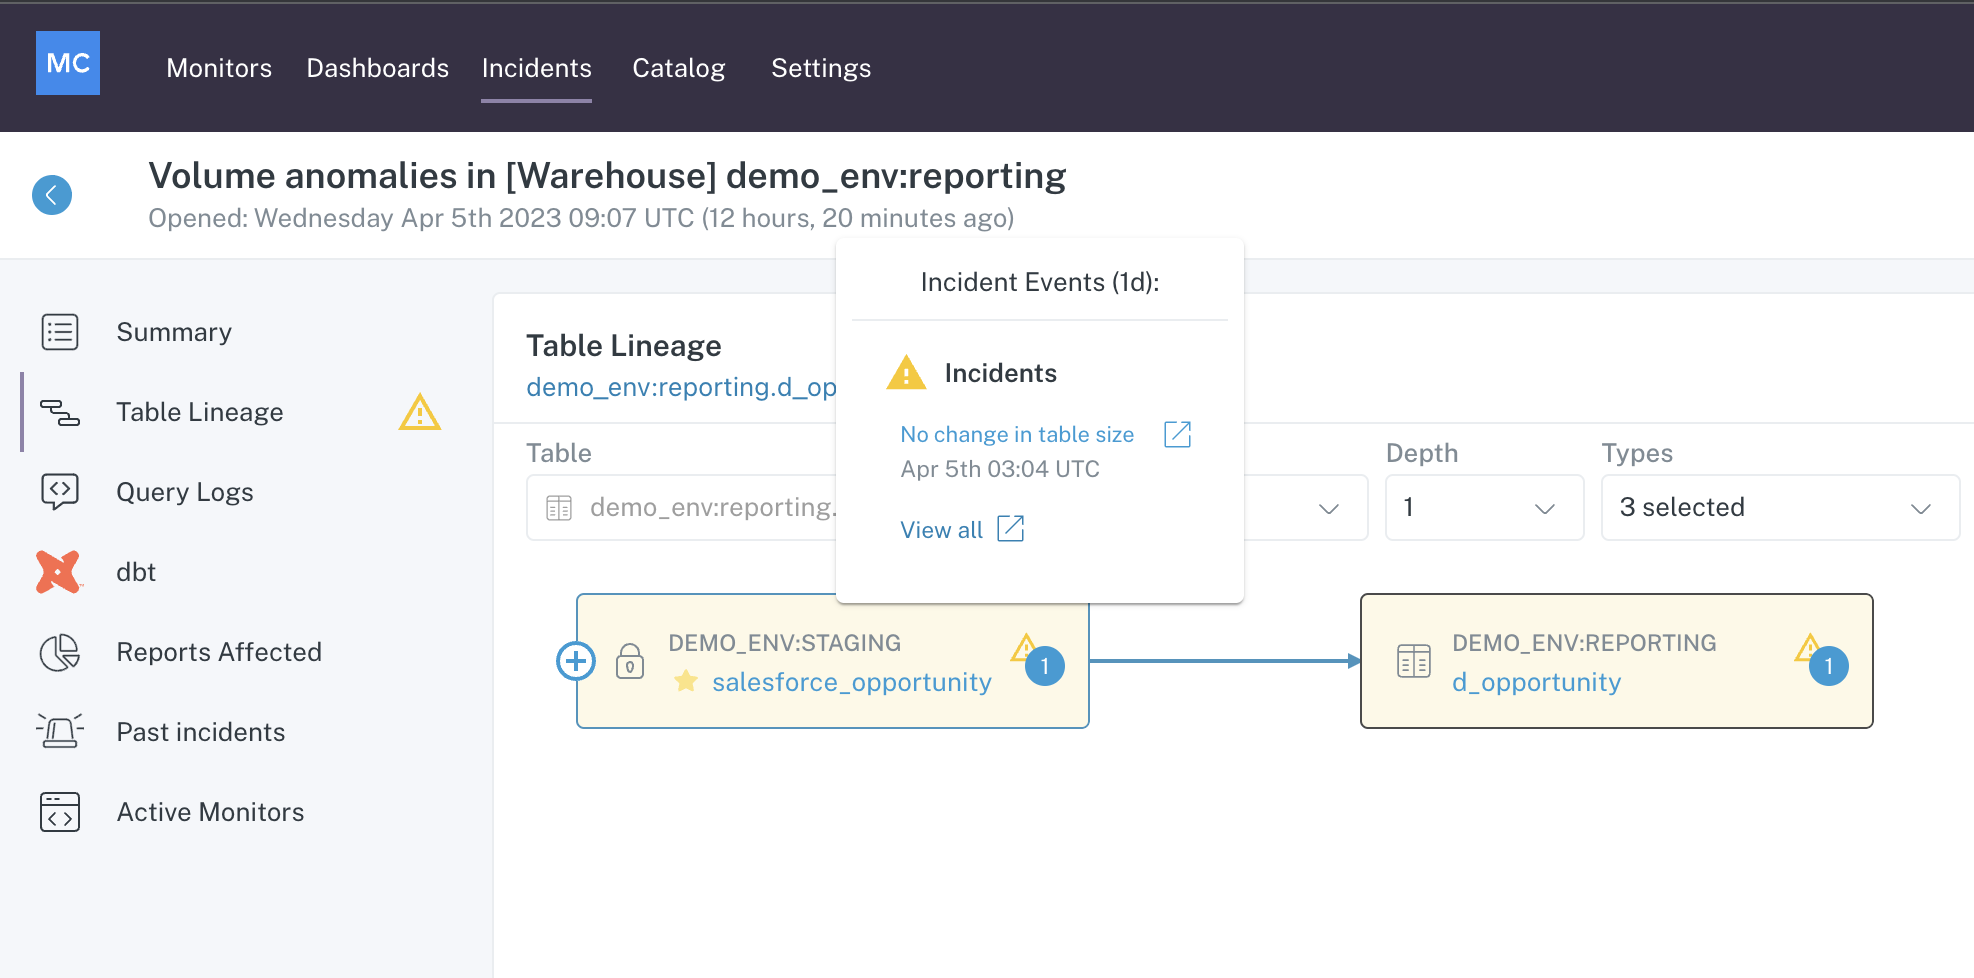 MC
Monitors Dashboards Incidents Catalog Settings
Volume anomalies in [Warehouse] demo_env:reporting
Opened: Wednesday Apr 5th 2023 09:07 UTC (12 hours, 20 minutes ago)
Summary
Table Lineage
Query Logs
dbt
Reports Affected
Past incidents
Active Monitors
Table Lineage
demo_env:reporting.d_op
Incident Events (1d):
Incidents
No change in table size
Apr 5th 03:04 UTC
View all
Table
demo_env:reporting.
Depth
1
Types
3 selected
DEMO_ENV:STAGING
salesforce_opportunity
1
DEMO_ENV:REPORTING
d_opportunity
1